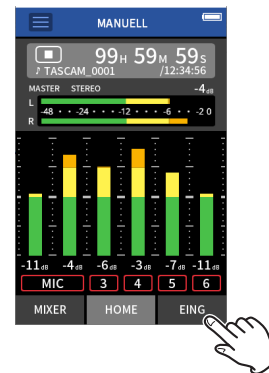 MANUELL
99H 59M 59s
♪ TASCAM_0001 /12:34:56
MASTER STEREO -4dB
L
-48 • • -24 • • • • -12 • • • • -6 • • -2 0
R
-11dB -4dB -6dB -3dB -7dB -11dB
MIC 3 4 5 6
MIXER HOME EING